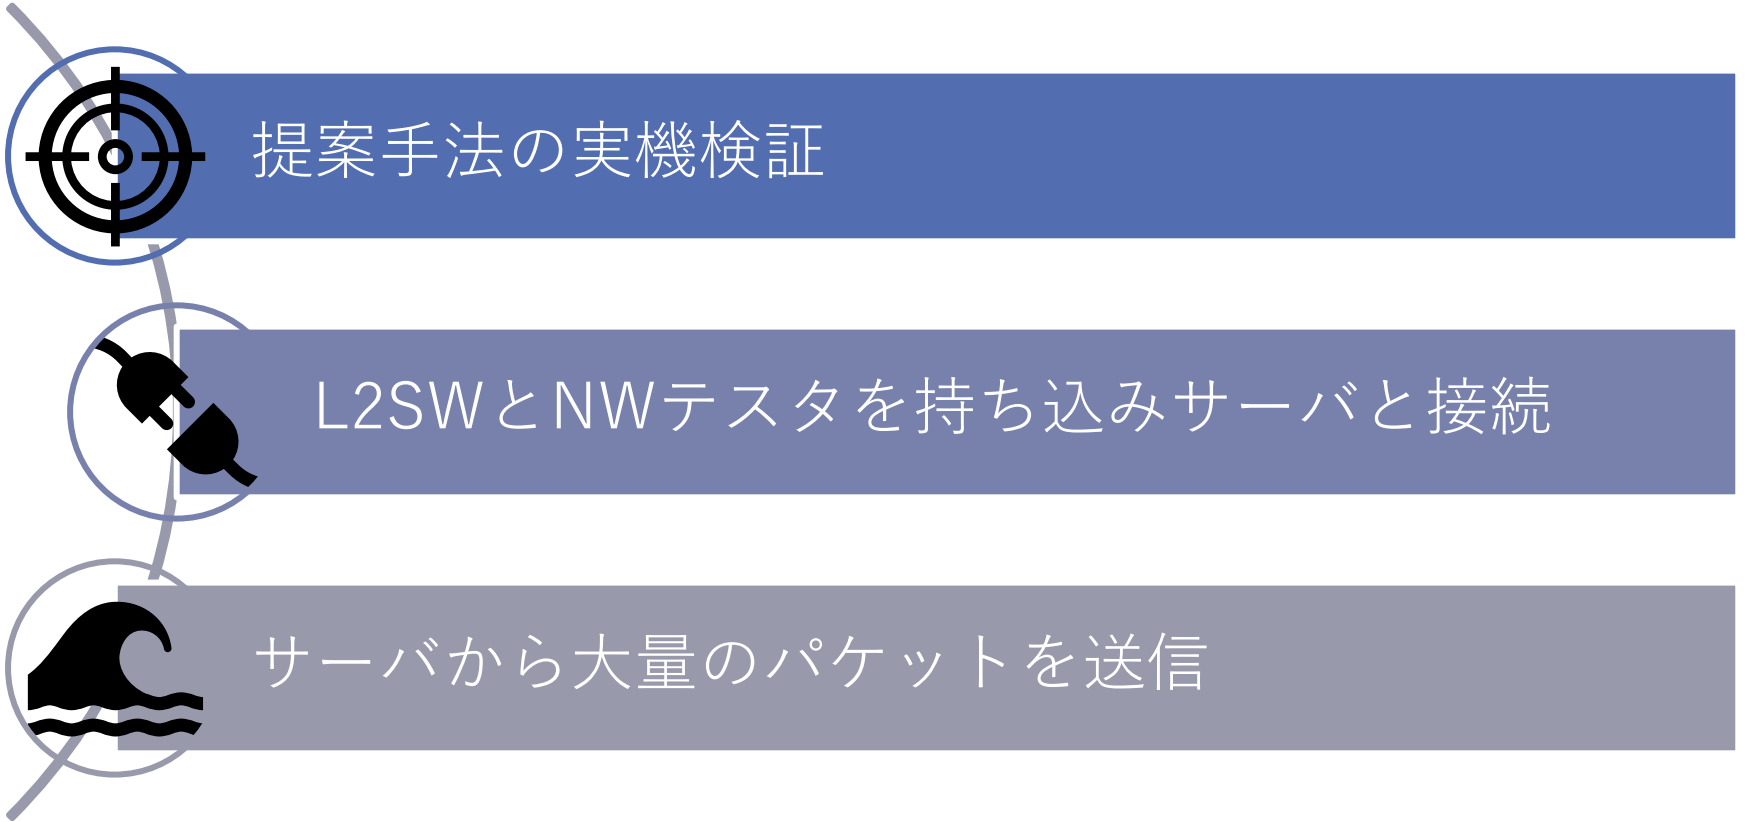 提案手法の実機検証
L2SWとNWテスタを持ち込みサーバと接続
サーバから大量のパケットを送信